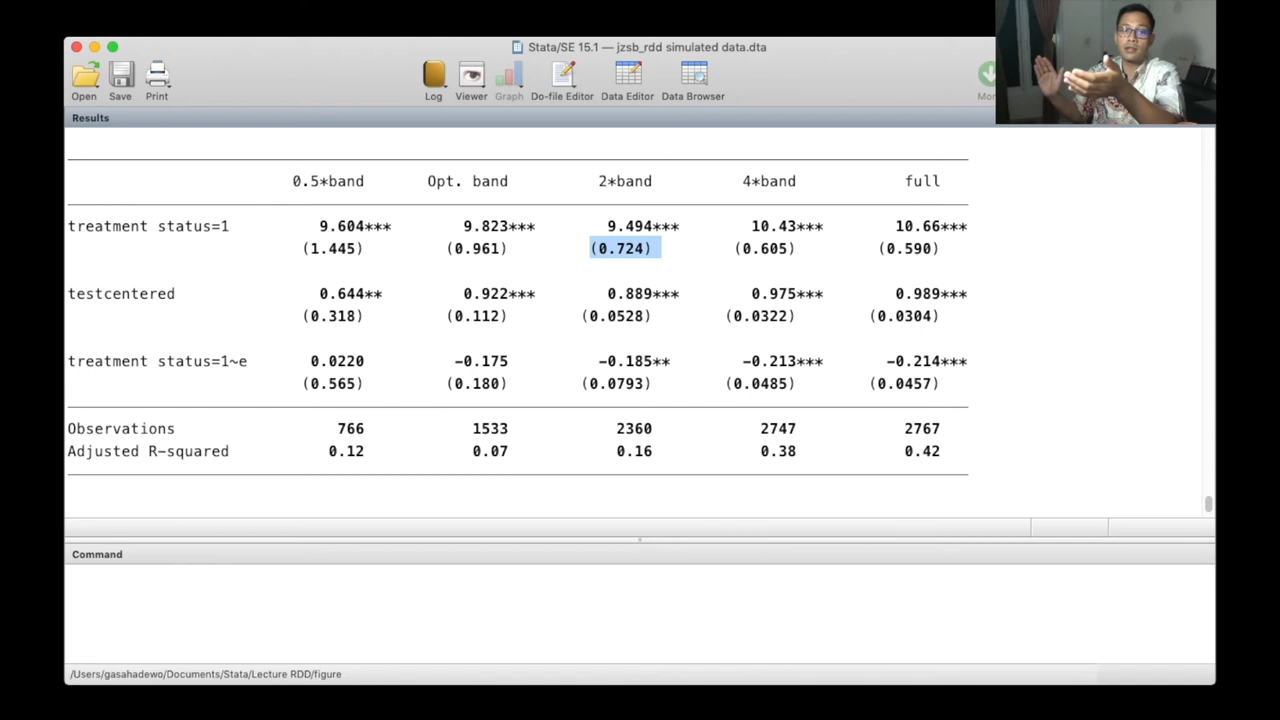 Stata/SE 15.1 — jzsb_rdd simulated data.dta
Open Save Print Log Viewer Graph Do-file Editor Data Editor Data Browser
Results
0.5*band Opt. band 2*band 4*band full
treatment status=1 9.604*** 9.823*** 9.494*** 10.43*** 10.66***
(1.445) (0.961) (0.724) (0.605) (0.590)
testcentered 0.644** 0.922*** 0.889*** 0.975*** 0.989***
(0.318) (0.112) (0.0528) (0.0322) (0.0304)
treatment status=1~e 0.0220 −0.175 −0.185** −0.213*** −0.214***
(0.565) (0.180) (0.0793) (0.0485) (0.0457)
Observations 766 1533 2360 2747 2767
Adjusted R-squared 0.12 0.07 0.16 0.38 0.42
Command
/Users/gasahadewo/Documents/Stata/Lecture RDD/figure